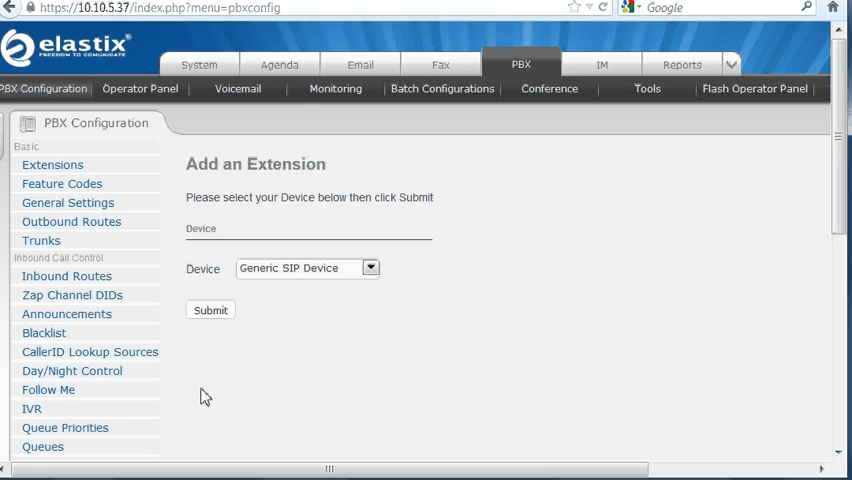 https://10.10.5.37/index.php?menu=pbxconfig
Google
elastix®
FREEDOM TO COMMUNICATE
System
Agenda
Email
Fax
PBX
IM
Reports
PBX Configuration
Operator Panel
Voicemail
Monitoring
Batch Configurations
Conference
Tools
Flash Operator Panel
PBX Configuration
Basic
Extensions
Feature Codes
General Settings
Outbound Routes
Trunks
Inbound Call Control
Inbound Routes
Zap Channel DIDs
Announcements
Blacklist
CallerID Lookup Sources
Day/Night Control
Follow Me
IVR
Queue Priorities
Queues
Add an Extension
Please select your Device below then click Submit
Device
Device
Generic SIP Device
Submit